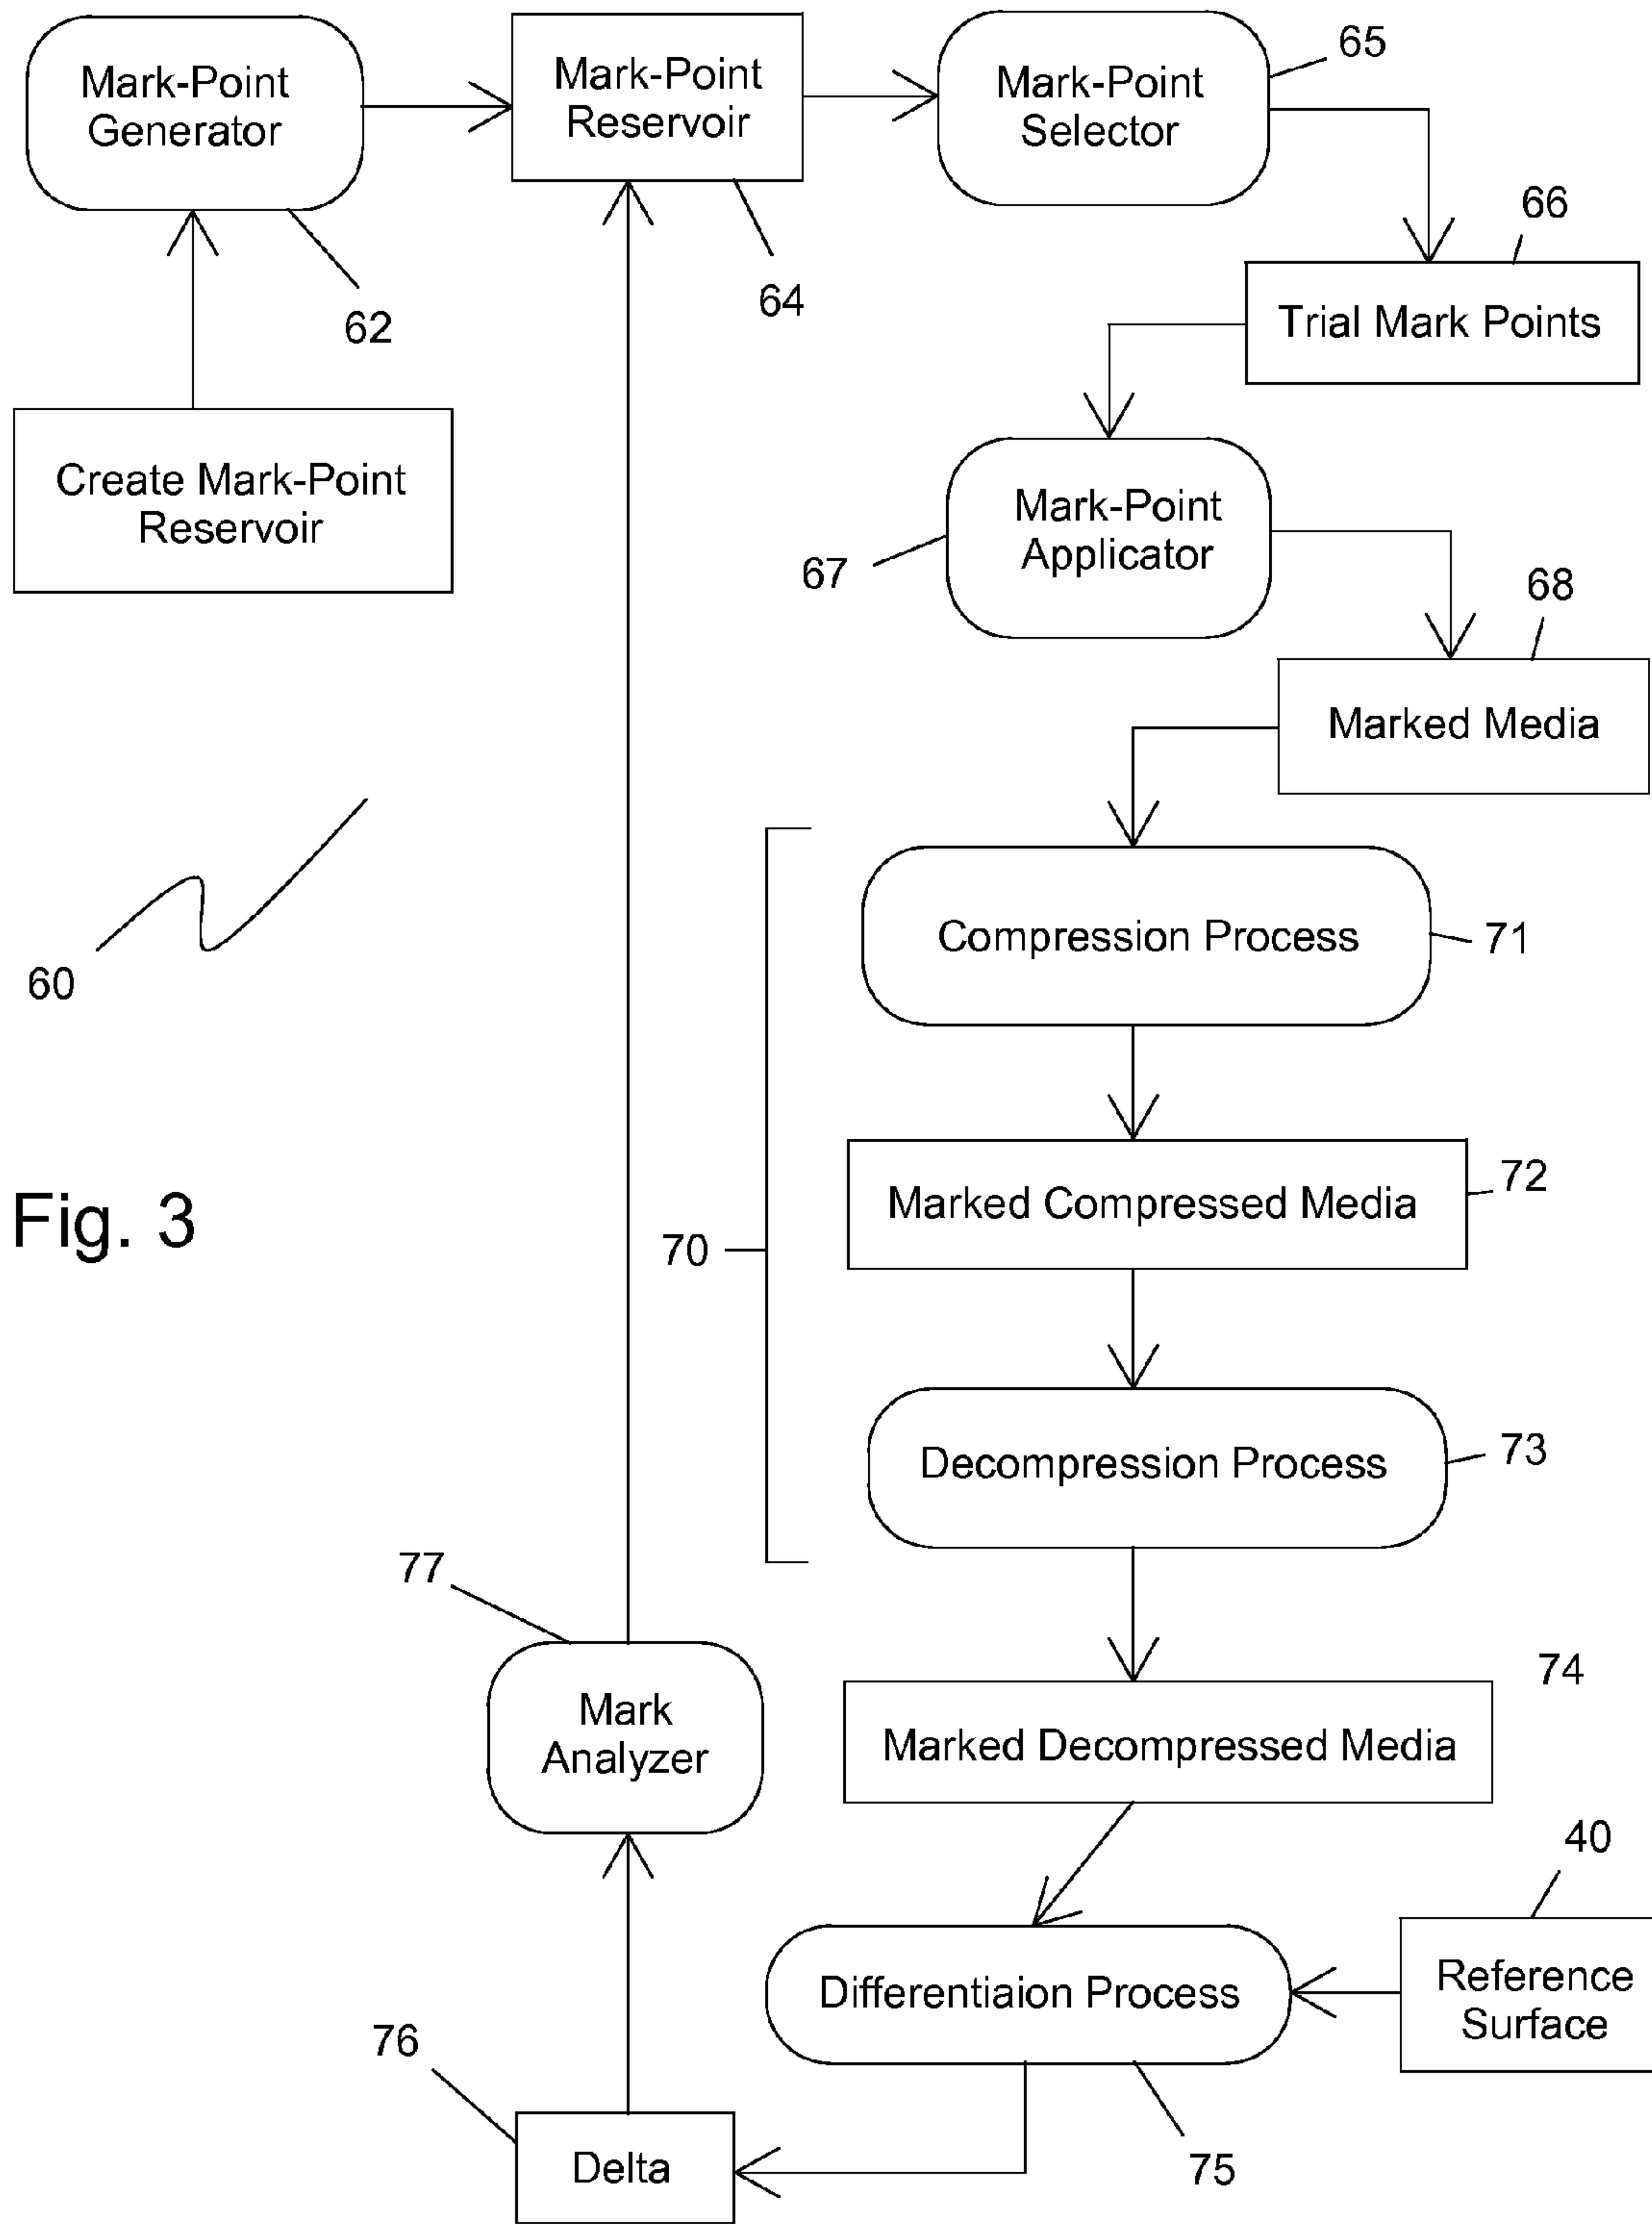 Mark-Point
Generator
Mark-Point
Reservoir
Mark-Point
Selector
65
66
62
64
Trial Mark Points
Create Mark-Point
Reservoir
Mark-Point
Applicator
67
68
Marked Media
60
Compression Process
71
Fig. 3
70
Marked Compressed Media
72
Decompression Process
73
77
Mark
Analyzer
74
Marked Decompressed Media
40
Differentiaion Process
Reference
Surface
76
75
Delta